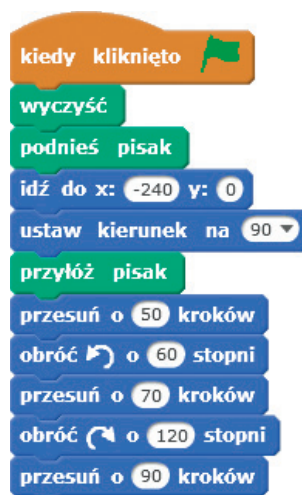 kiedy kliknięto
wyczyść
podnieś pisak
idź do x: -240 y: 0
ustaw kierunek na 90
przyłóż pisak
przesuń o 50 kroków
obróć o 60 stopni
przesuń o 70 kroków
obróć o 120 stopni
przesuń o 90 kroków